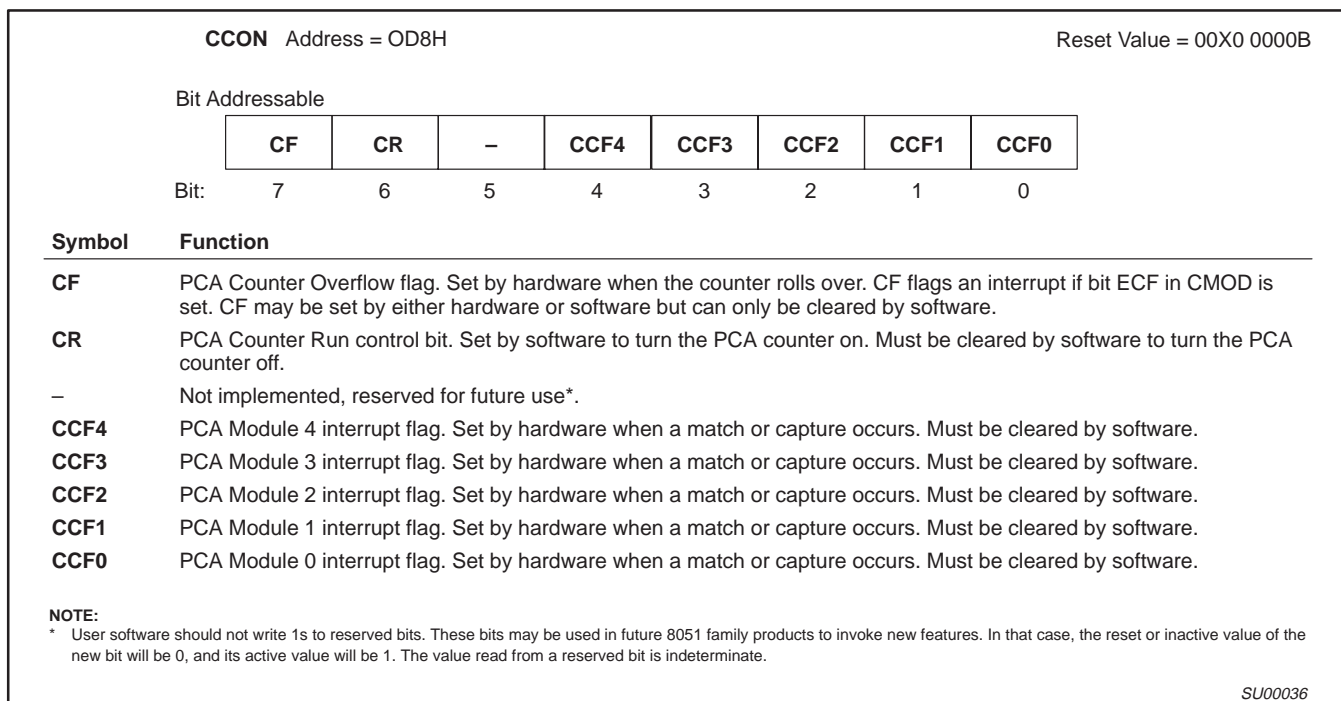 CCON Address = OD8H Reset Value = 00X0 0000B
Bit Addressable
CF CR – CCF4 CCF3 CCF2 CCF1 CCF0
Bit: 7 6 5 4 3 2 1 0
Symbol Function
CF PCA Counter Overflow flag. Set by hardware when the counter rolls over. CF flags an interrupt if bit ECF in CMOD is
set. CF may be set by either hardware or software but can only be cleared by software.
CR PCA Counter Run control bit. Set by software to turn the PCA counter on. Must be cleared by software to turn the PCA
counter off.
– Not implemented, reserved for future use*.
CCF4 PCA Module 4 interrupt flag. Set by hardware when a match or capture occurs. Must be cleared by software.
CCF3 PCA Module 3 interrupt flag. Set by hardware when a match or capture occurs. Must be cleared by software.
CCF2 PCA Module 2 interrupt flag. Set by hardware when a match or capture occurs. Must be cleared by software.
CCF1 PCA Module 1 interrupt flag. Set by hardware when a match or capture occurs. Must be cleared by software.
CCF0 PCA Module 0 interrupt flag. Set by hardware when a match or capture occurs. Must be cleared by software.
NOTE:
* User software should not write 1s to reserved bits. These bits may be used in future 8051 family products to invoke new features. In that case, the reset or inactive value of the
new bit will be 0, and its active value will be 1. The value read from a reserved bit is indeterminate.
SU00036